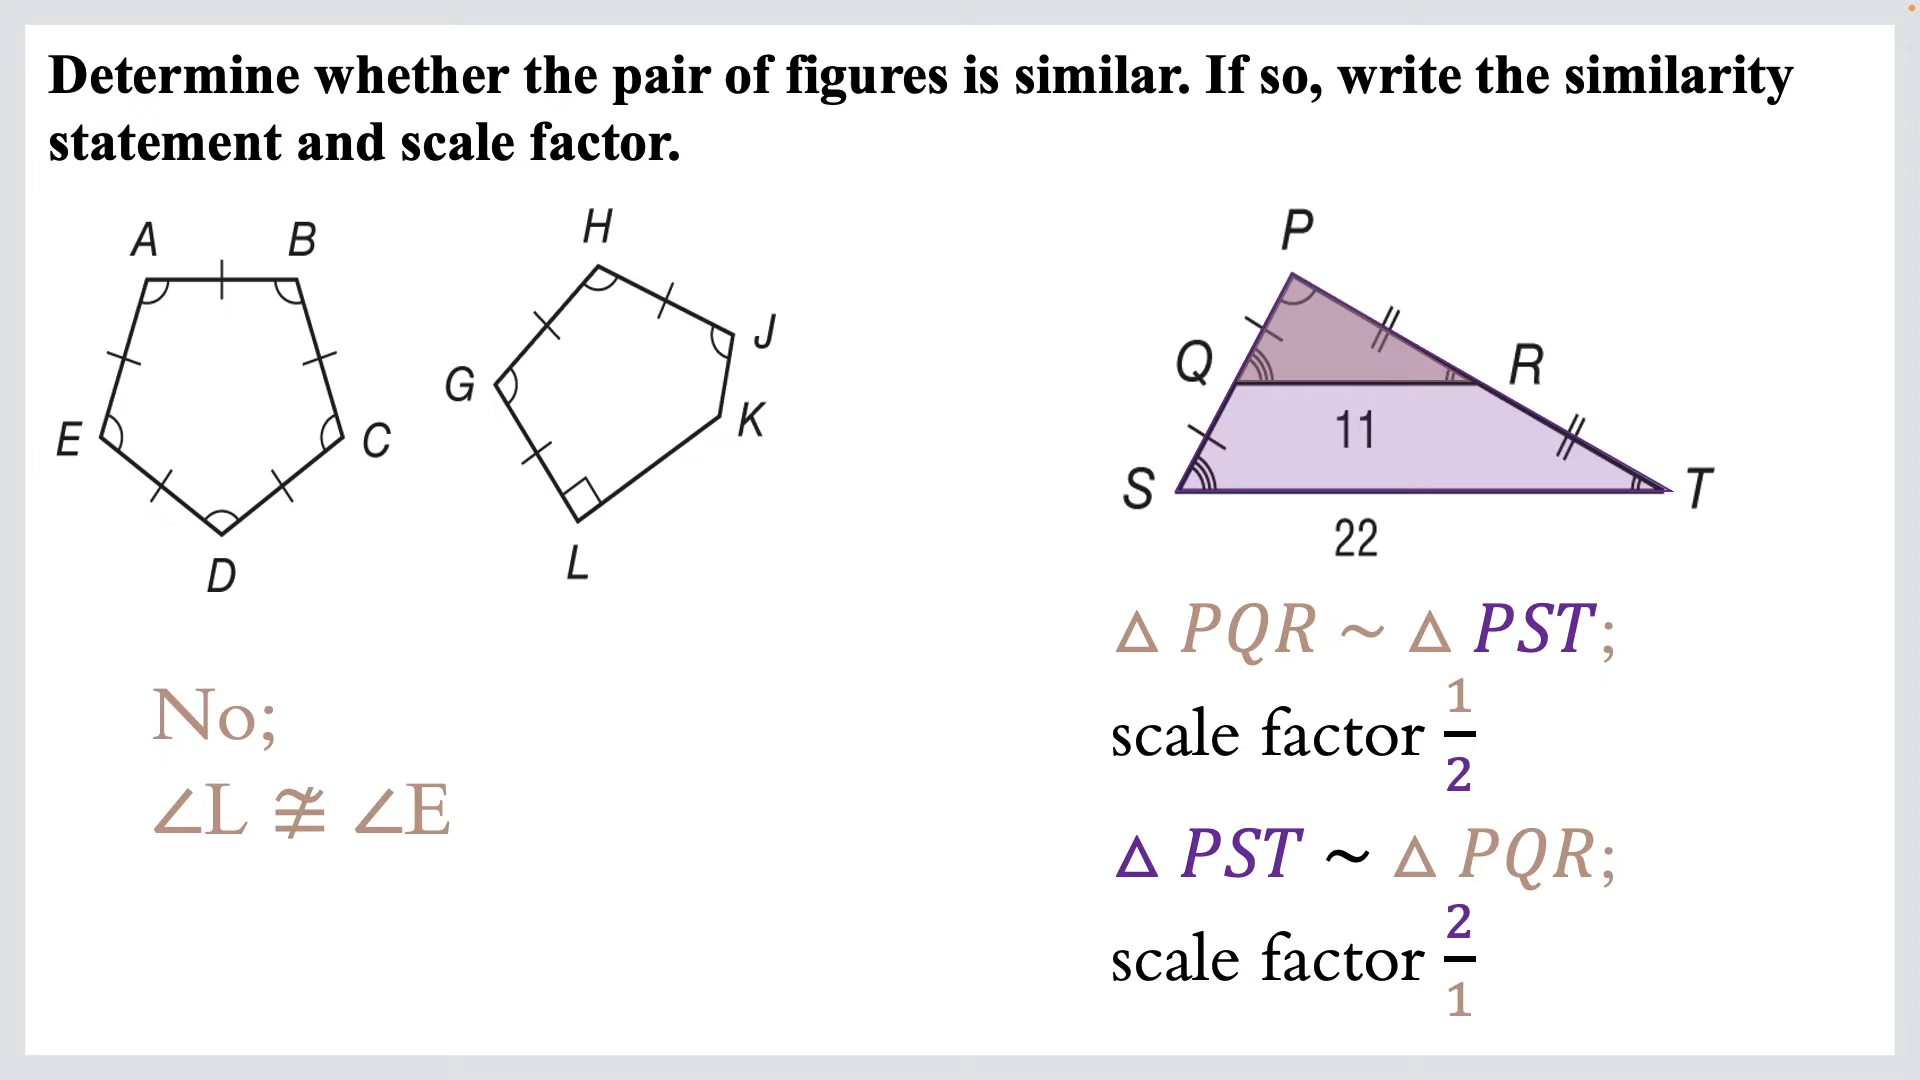 Determine whether the pair of figures is similar. If so, write the similarity
statement and scale factor.
A B
E C
D
H
J
G
K
L
P
Q R
11
S T
22
No;
∠L ≇ ∠E
△ PQR ~ △ PST;
scale factor 1/2
△ PST ~ △ PQR;
scale factor 2/1